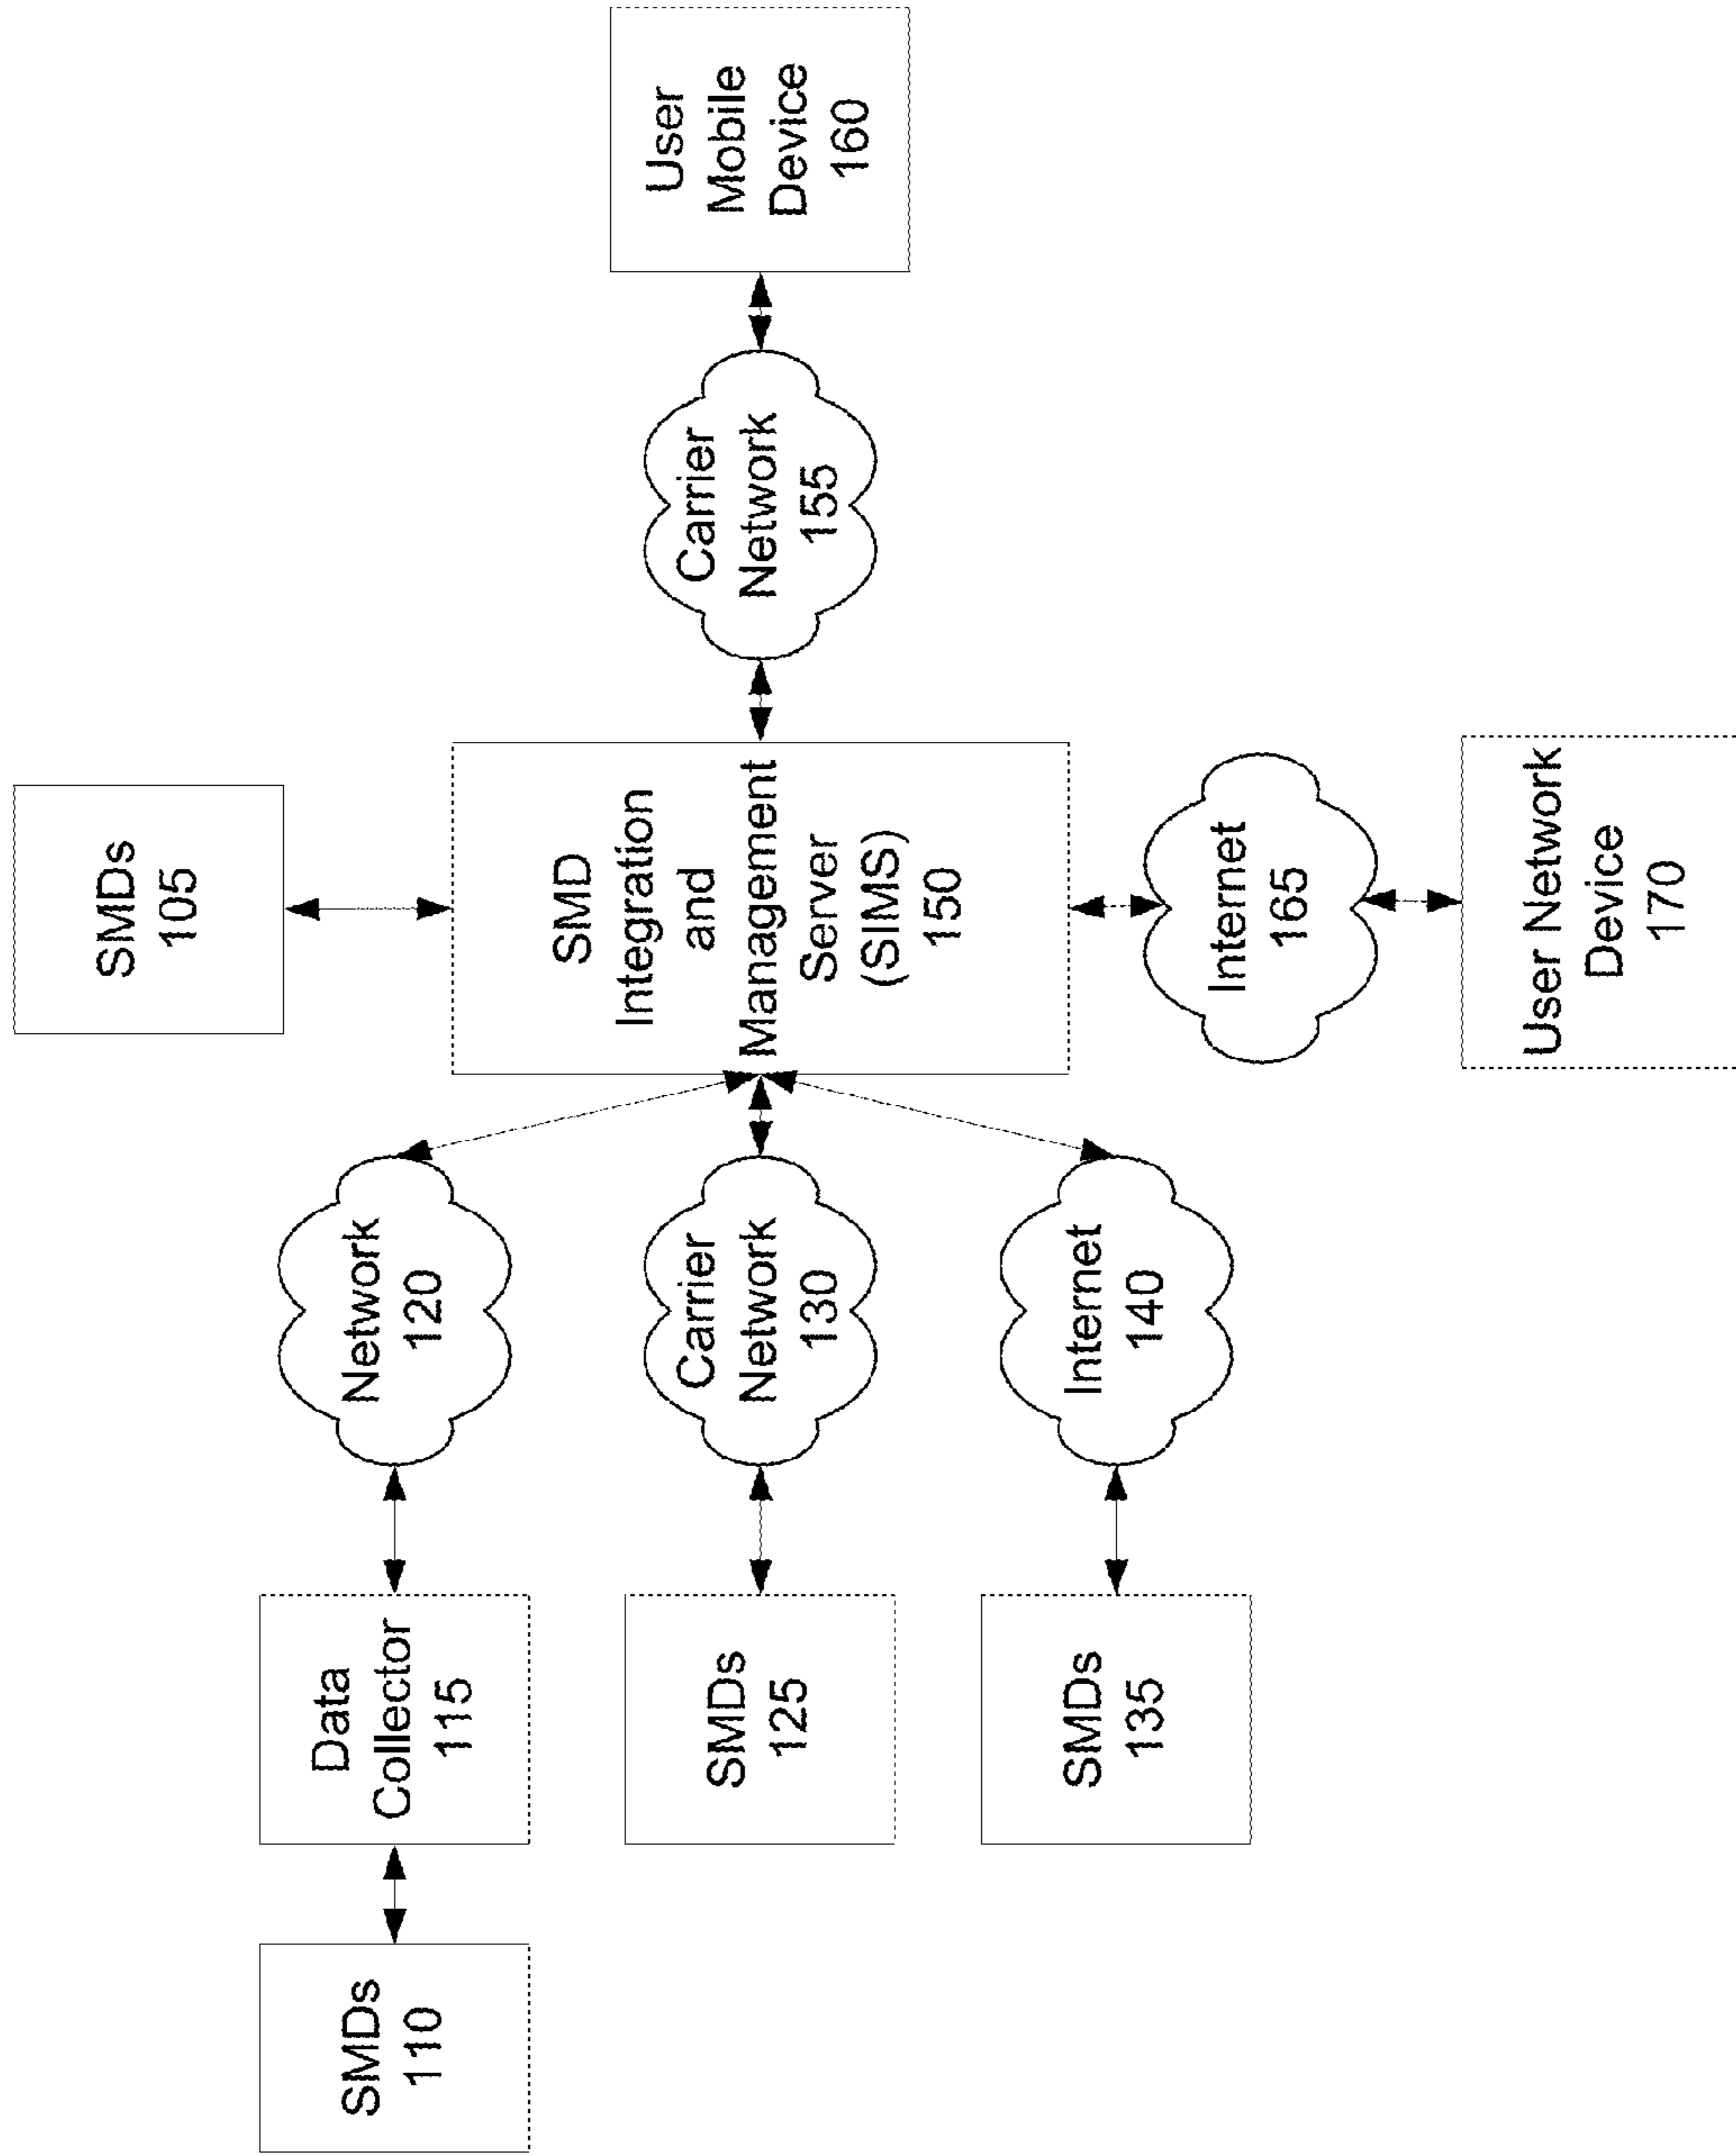 SMDs
105
SMDs
110
Data
Collector
115
Network
120
SMDs
125
Carrier
Network
130
SMDs
135
Internet
140
SMD
Integration
and
Management
Server
(SIMS)
150
Carrier
Network
155
User
Mobile
Device
160
Internet
165
User Network
Device
170